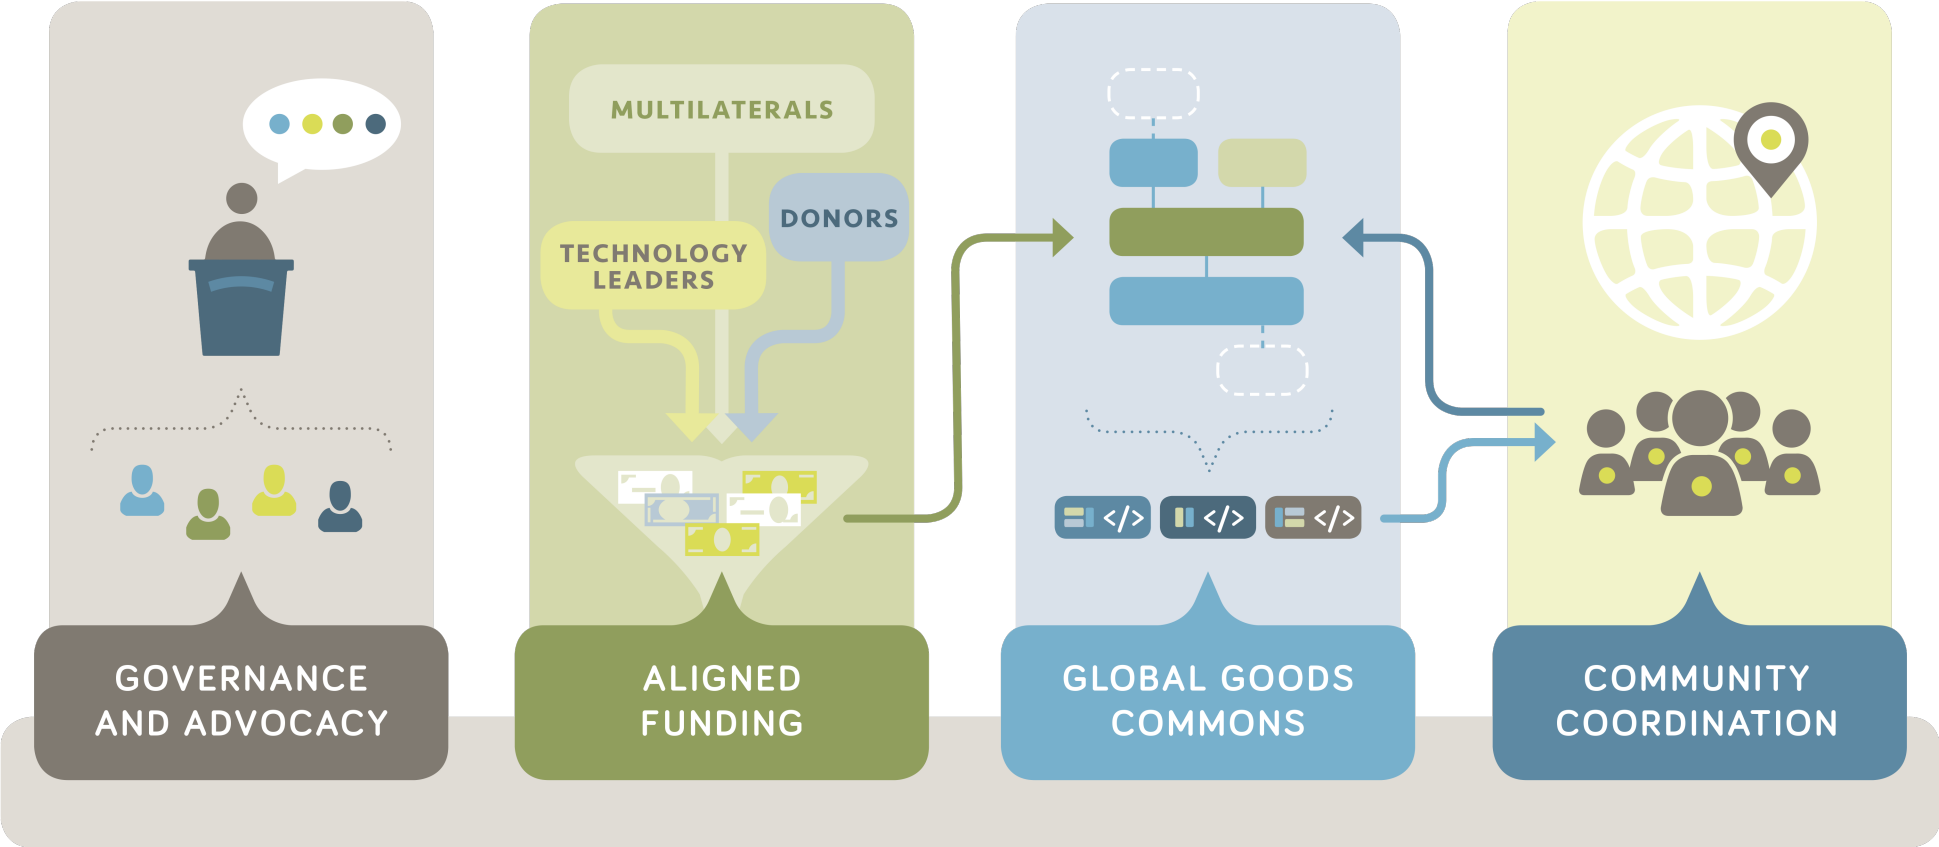 MULTILATERALS
DONORS
TECHNOLOGY
LEADERS
</>
</>
</>
GOVERNANCE
AND ADVOCACY
ALIGNED
FUNDING
GLOBAL GOODS
COMMONS
COMMUNITY
COORDINATION